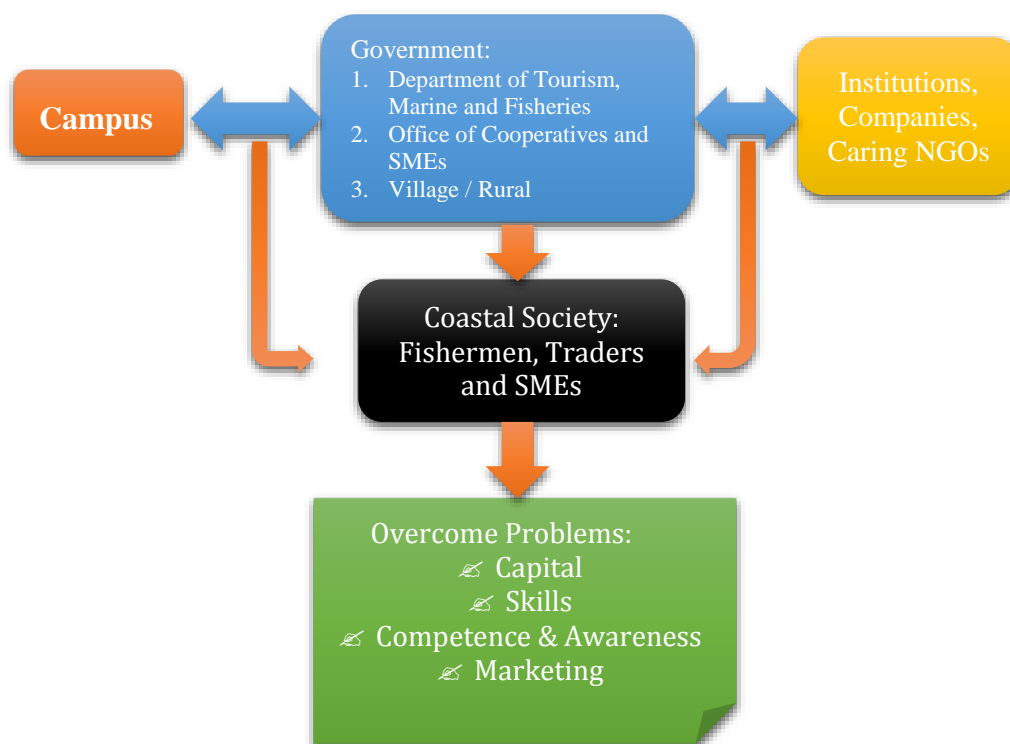 Campus
Government:
1. Department of Tourism,
Marine and Fisheries
2. Office of Cooperatives and
SMEs
3. Village / Rural
Institutions,
Companies,
Caring NGOs
Coastal Society:
Fishermen, Traders
and SMEs
Overcome Problems:
✍ Capital
✍ Skills
✍ Competence & Awareness
✍ Marketing